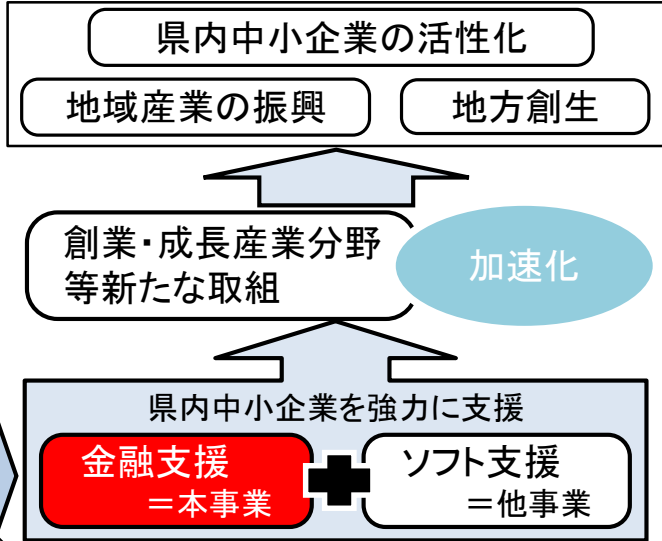 県内中小企業の活性化
地域産業の振興
地方創生
創業・成長産業分野
等新たな取組
加速化
県内中小企業を強力に支援
金融支援
＝本事業
ソフト支援
＝他事業